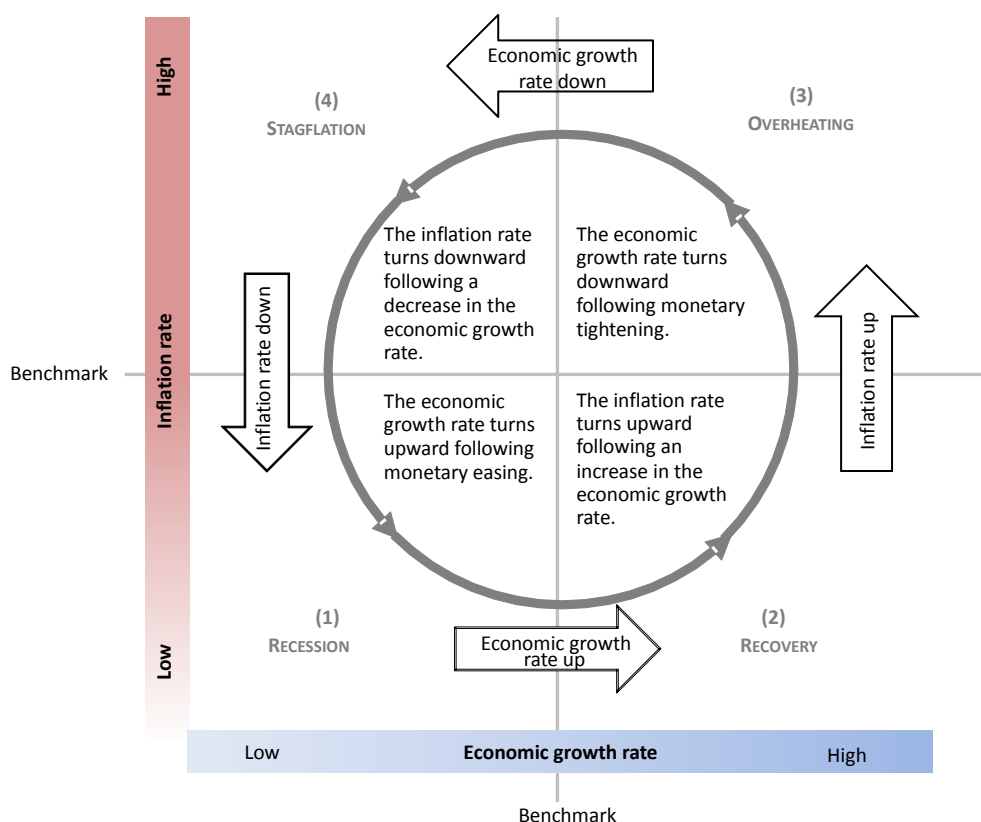 Economic growth
rate down
High
(4)
STAGFLATION
(3)
OVERHEATING
The inflation rate
turns downward
following a
decrease in the
economic growth
rate.
The economic
growth rate turns
downward
following monetary
tightening.
Inflation rate down
Inflation rate up
Inflation rate
Benchmark
The economic
growth rate turns
upward following
monetary easing.
The inflation rate
turns upward
following an
increase in the
economic growth
rate.
Low
(1)
RECESSION
Economic growth
rate up
(2)
RECOVERY
Low
Economic growth rate
High
Benchmark